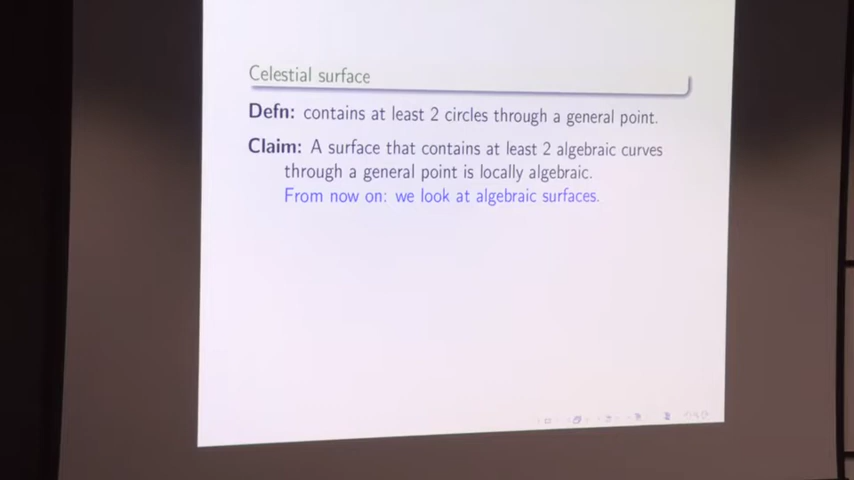 Celestial surface
Defn: contains at least 2 circles through a general point.
Claim: A surface that contains at least 2 algebraic curves
through a general point is locally algebraic.
From now on: we look at algebraic surfaces.